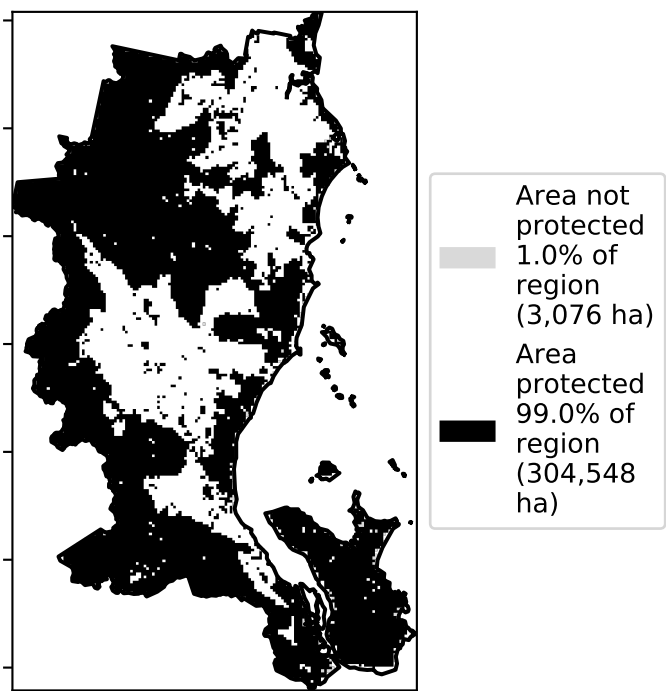 Area not
protected
1.0% of
region
(3,076 ha)
Area
protected
99.0% of
region
(304,548
ha)